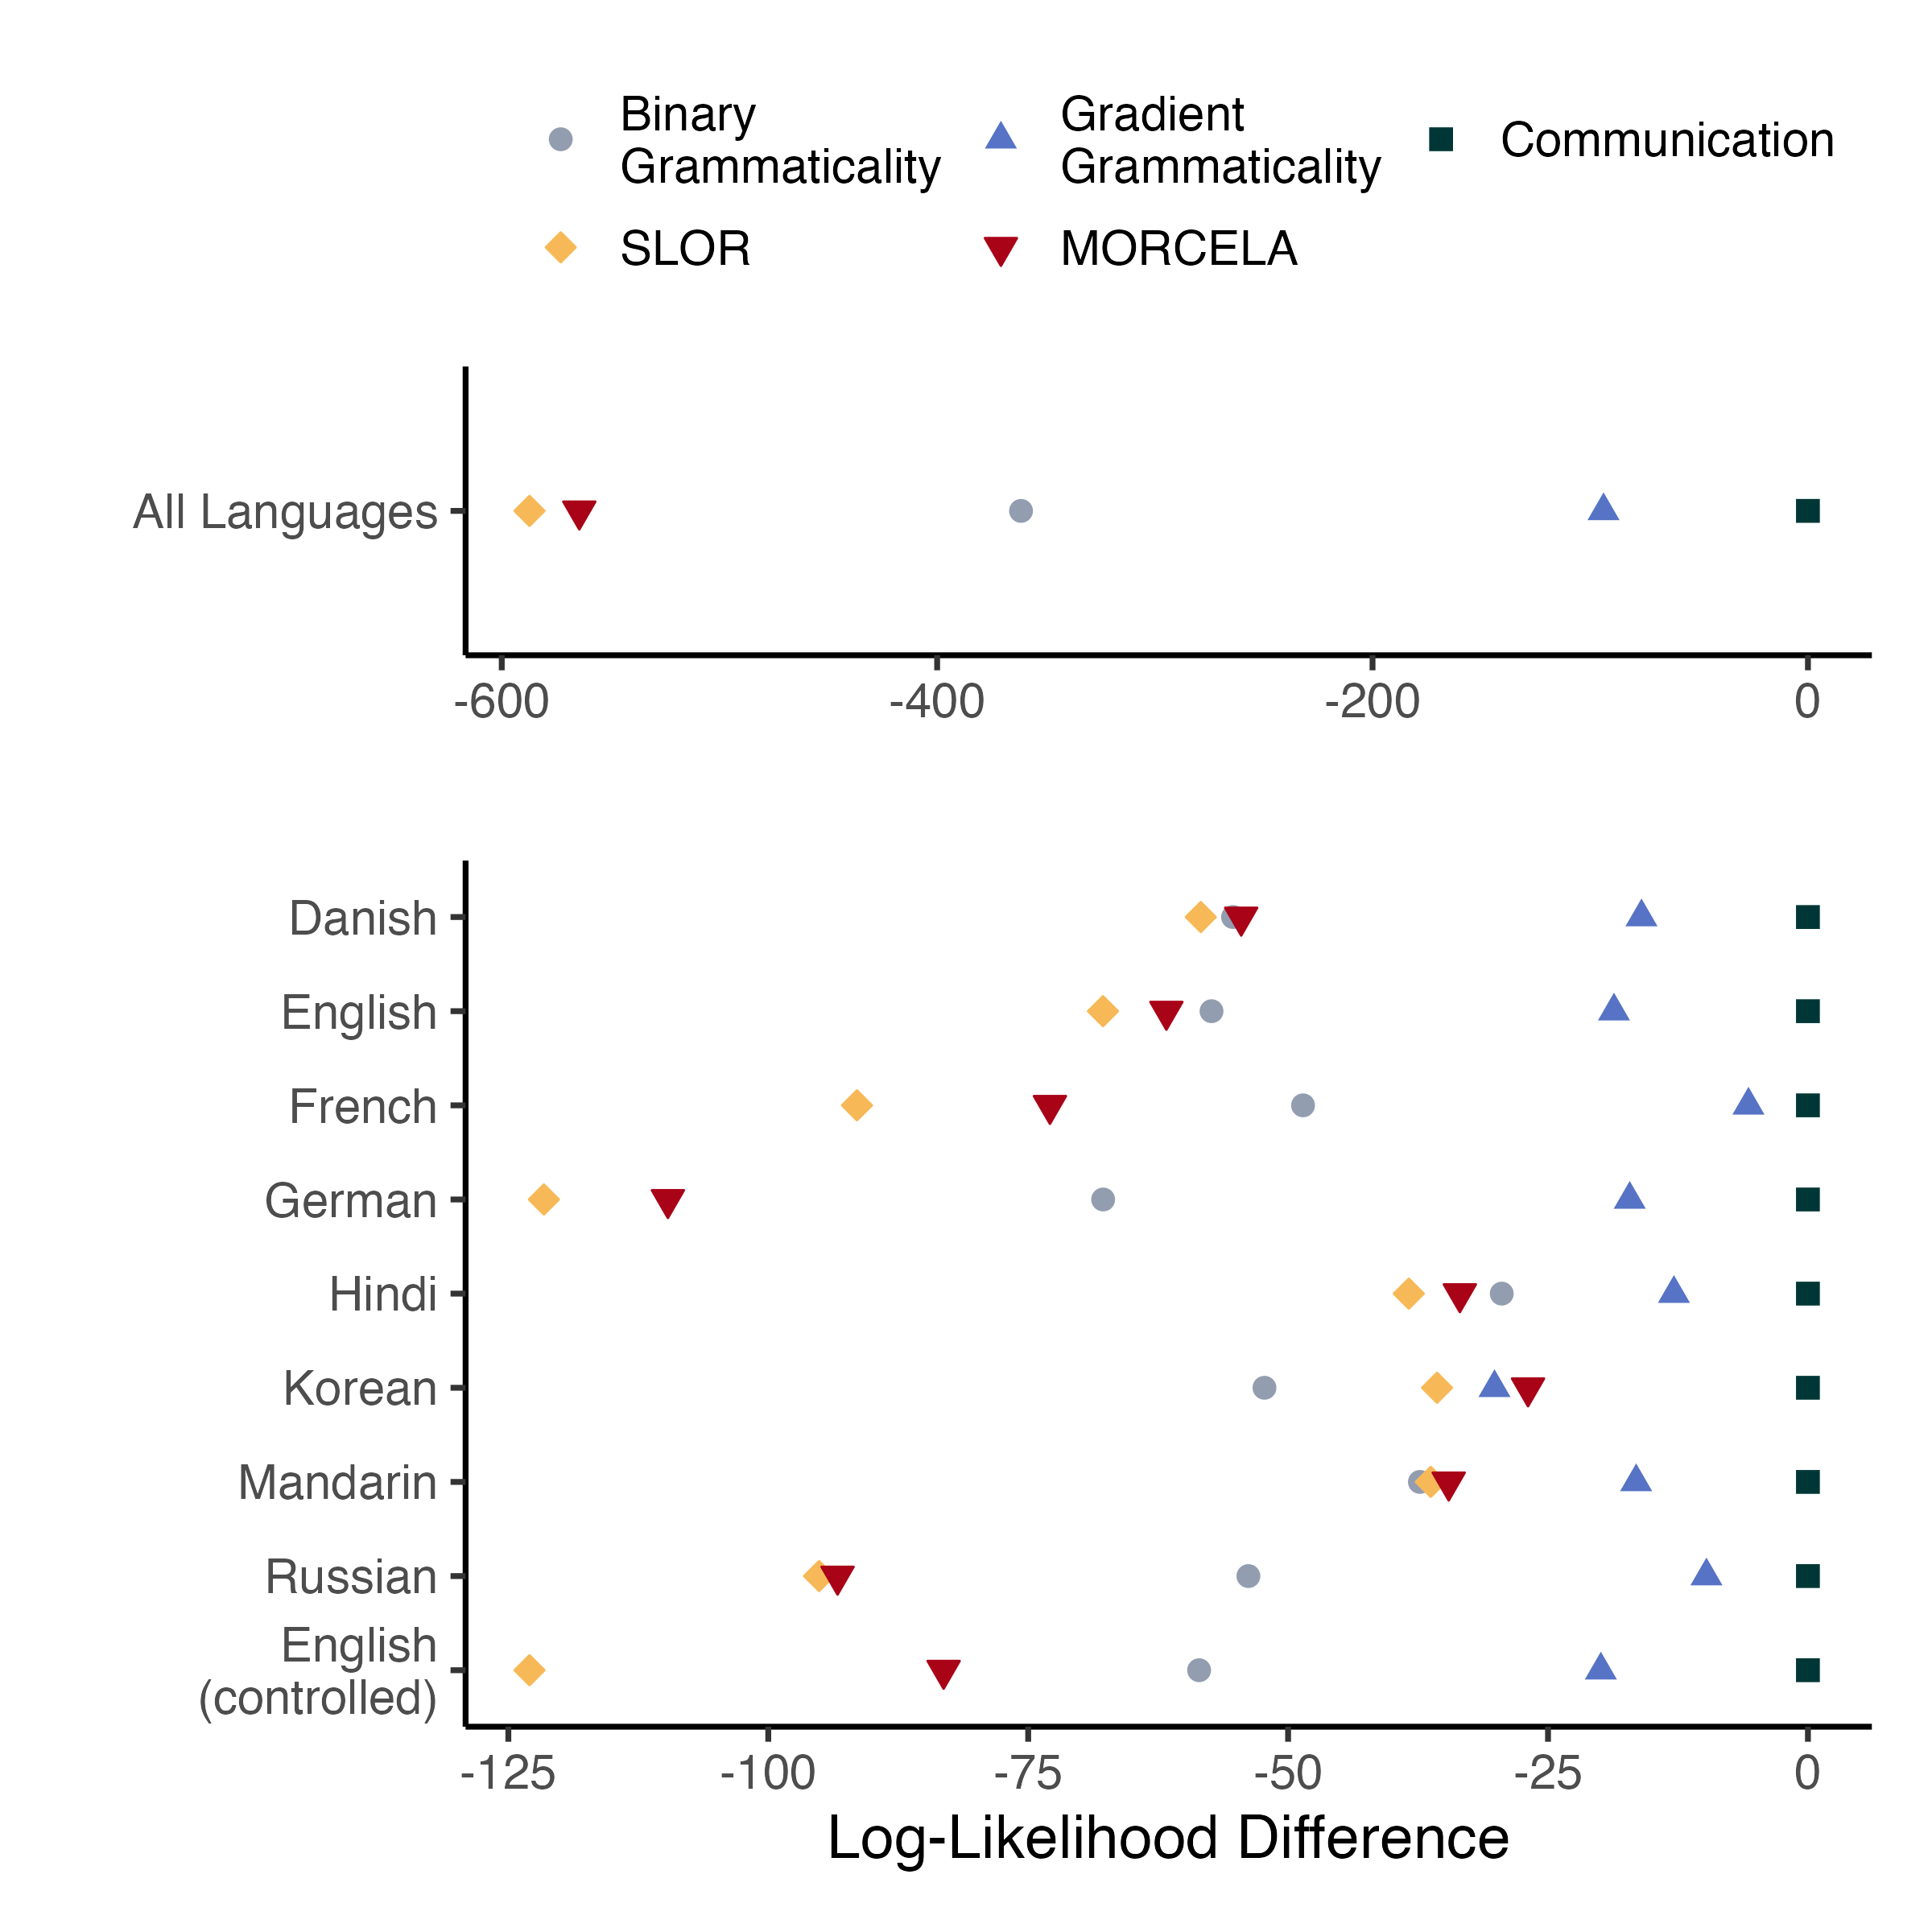 Binary
Grammaticality
Gradient
Grammaticality
Communication
SLOR
MORCELA
All Languages
-600
-400
-200
0
Danish
English
French
German
Hindi
Korean
Mandarin
Russian
English
(controlled)
-125
-100
-75
-50
-25
0
Log-Likelihood Difference